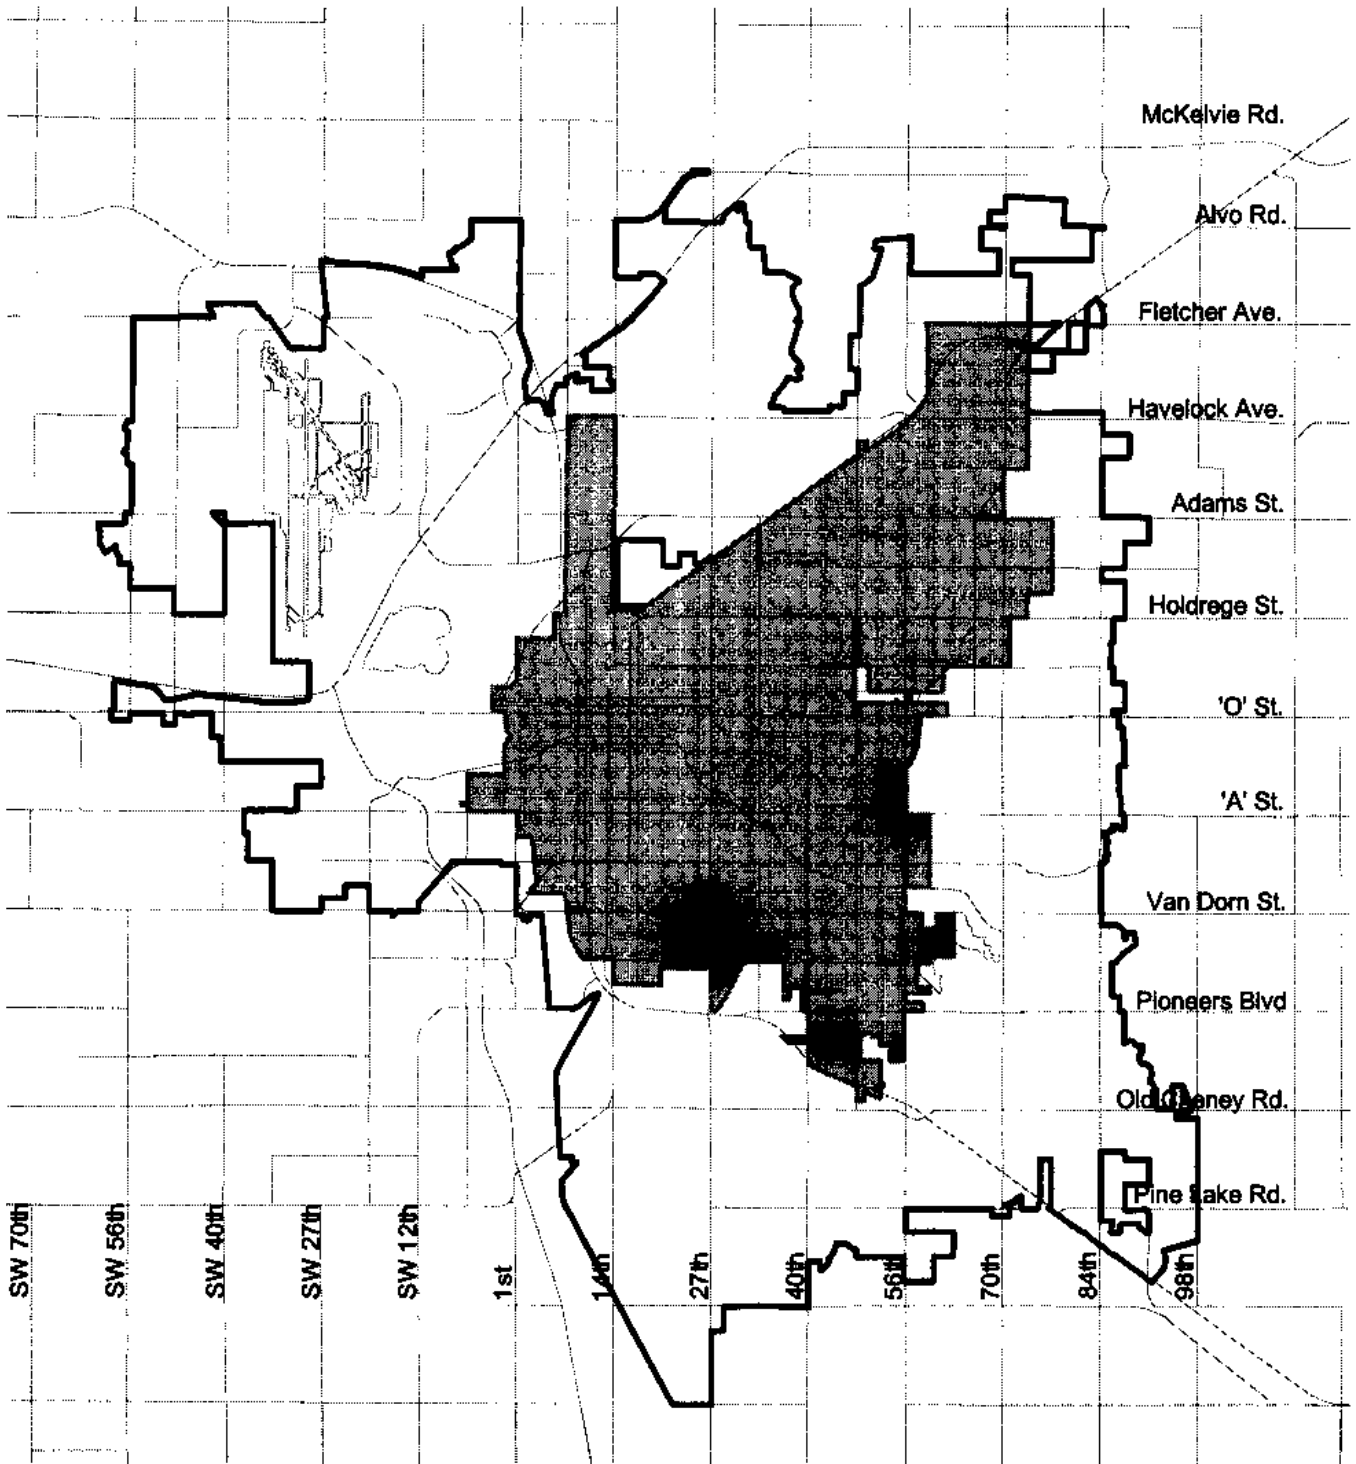 McKelvie Rd.
Alvo Rd.
Fletcher Ave.
Havelock Ave.
Adams St.
Holdrege St.
'O' St.
'A' St.
Van Dorn St.
Pioneers Blvd
Old Cheney Rd.
Pine Lake Rd.
SW 70th
SW 56th
SW 40th
SW 27th
SW 12th
1st
14th
27th
40th
56th
70th
84th
98th